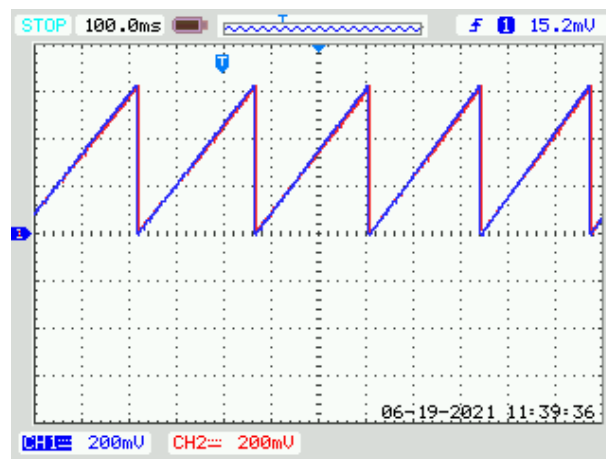 STOP 100.0ms T 1 15.2mV
T
1
06-19-2021 11:39:36
CH1 200mV CH2 200mV